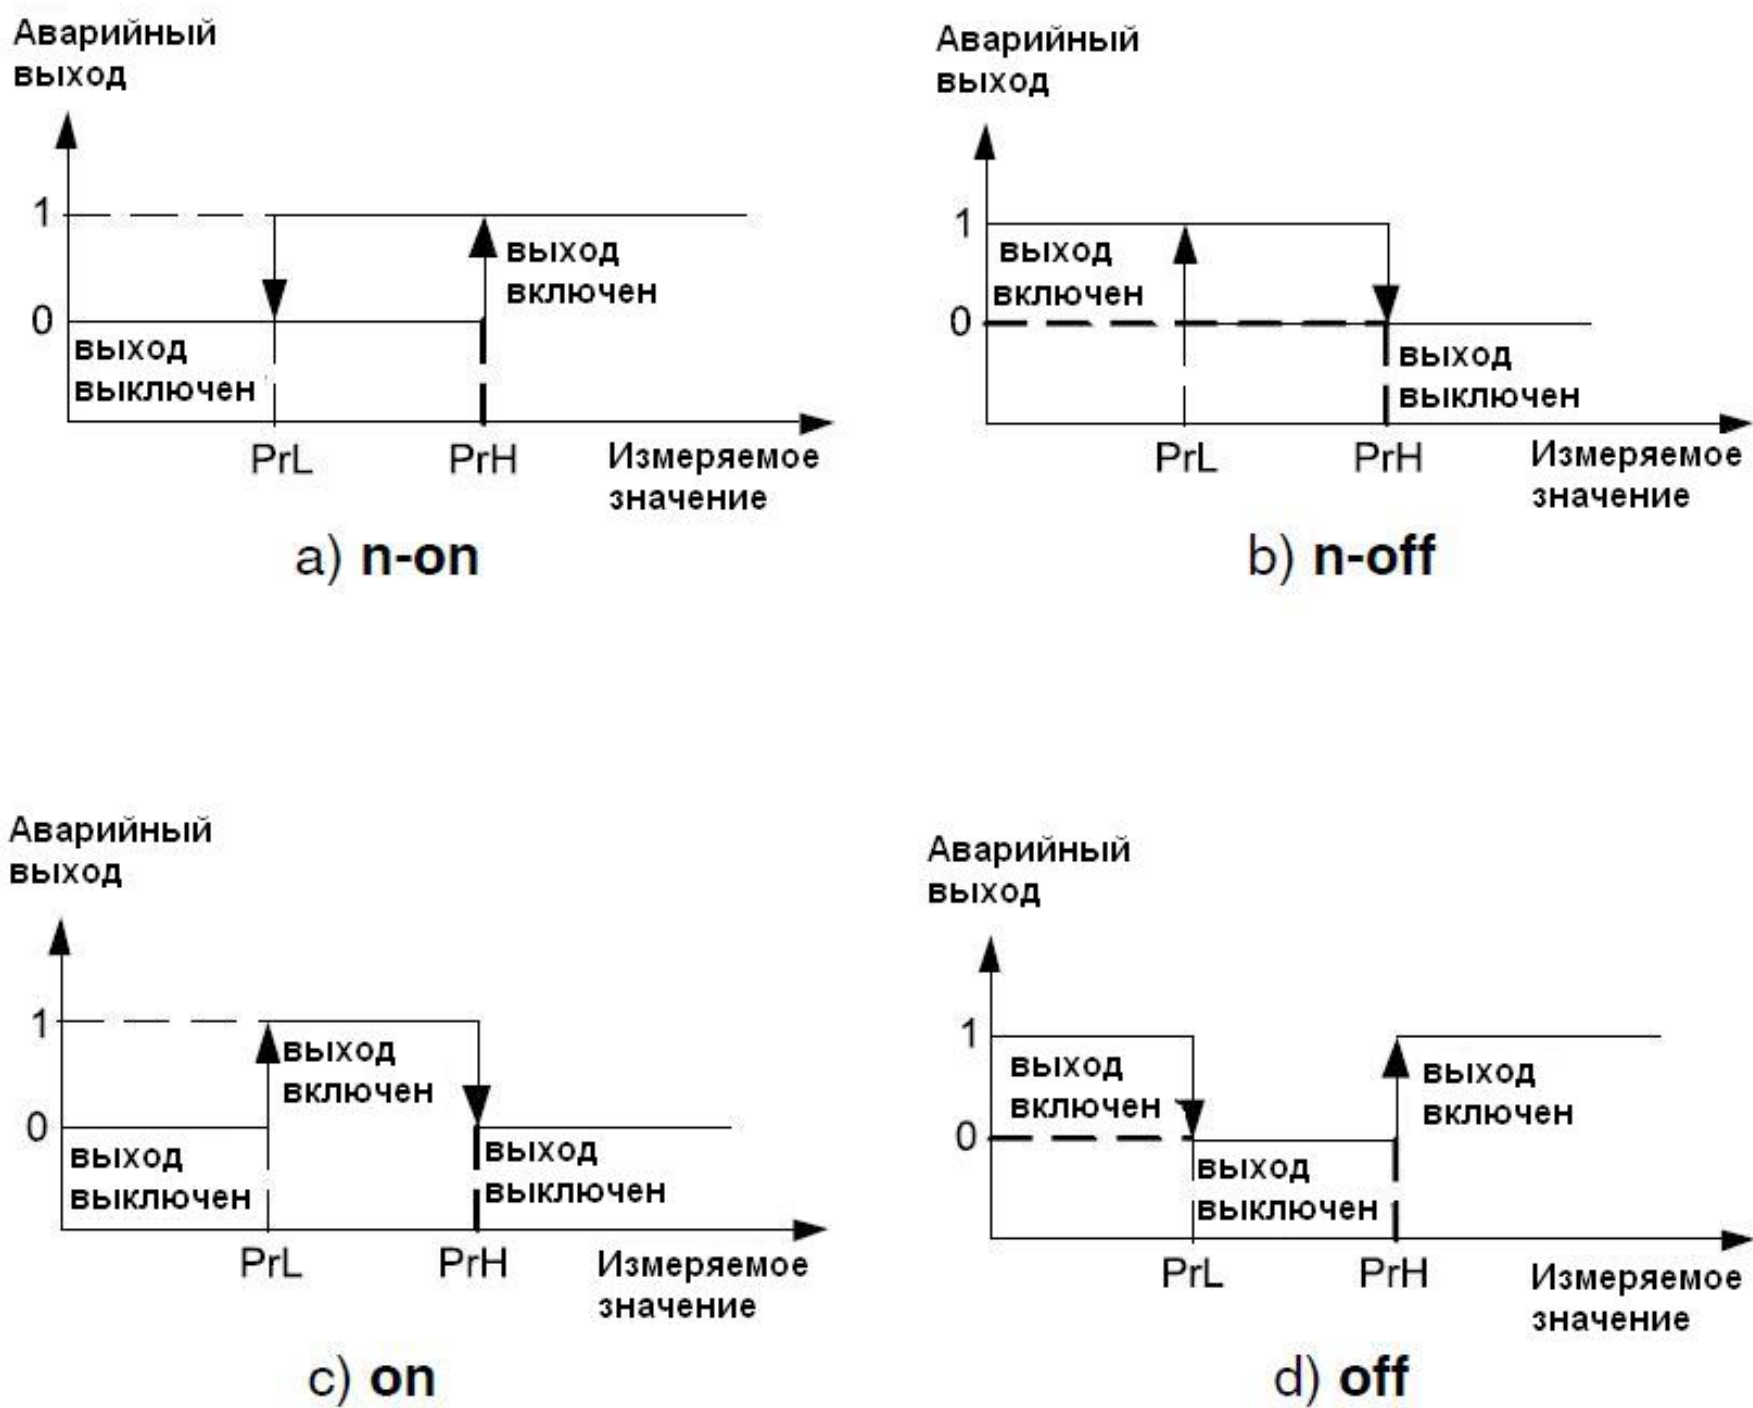 Аварийный
выход
1
выход
включен
0
выход
выключен
PrL
PrH
Измеряемое
значение
a) n-on
Аварийный
выход
1
выход
включен
0
выход
выключен
PrL
PrH
Измеряемое
значение
b) n-off
Аварийный
выход
1
выход
включен
0
выход
выключен
выход
выключен
PrL
PrH
Измеряемое
значение
c) on
Аварийный
выход
1
выход
включен
выход
включен
0
выход
выключен
PrL
PrH
Измеряемое
значение
d) off